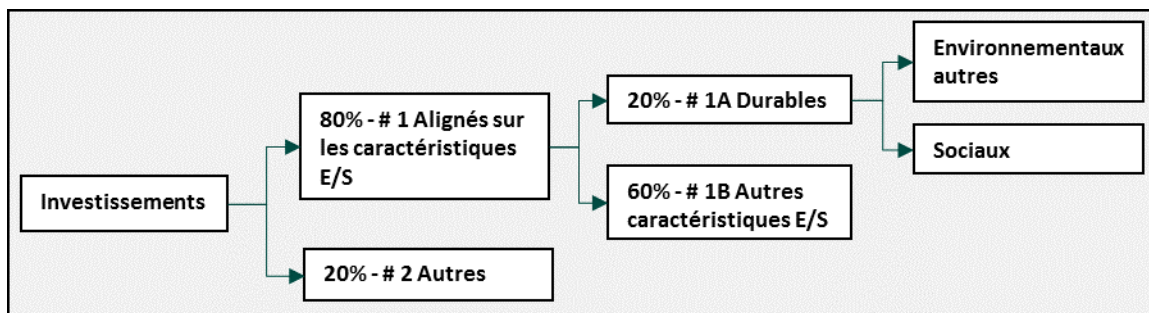 Investissements
80% - # 1 Alignés sur
les caractéristiques
E/S
20% - # 2 Autres
20% - # 1A Durables
60% - # 1B Autres
caractéristiques E/S
Environnementaux
autres
Sociaux